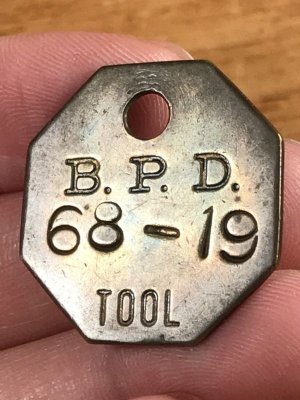 B. P. D.
68-19
TOOL